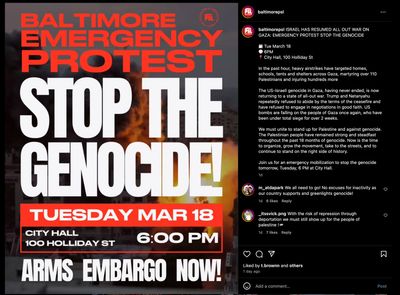 BALTIMORE
EMERGENCY
PROTEST
STOP THE
GENOCIDE!
TUESDAY MAR 18
CITY HALL
100 HOLLIDAY ST
6:00 PM
ARMS EMBARGO NOW!
baltimorepsl
baltimorepsl ISRAEL HAS RESUMED ALL OUT WAR ON
GAZA: EMERGENCY PROTEST STOP THE GENOCIDE
Tue March 18
6PM
City Hall, 100 Holliday St
In the past hour, heavy airstrikes have targeted homes,
schools, tents and shelters across Gaza, martyring over 110
Palestinians and injuring hundreds more
The US-Israeli genocide in Gaza, having never ended, is now
returning to a state of all-out war. Trump and Netanyahu
repeatedly refused to abide by the terms of the ceasefire and
have refused to engage in negotiations in good faith. US
bombs are falling on the people of Gaza once again, who have
been under total siege for over 2 weeks.
We must unite to stand up for Palestine and against genocide.
The Palestinian people have remained strong and steadfast
throughout the past 18 months of genocide. Now is the time
to organize, grow the movement, take to the streets, and to
continue to stand on the right side of history.
Join us for an emergency mobilization to stop the genocide
tomorrow, Tuesday, 6 PM at City Hall.
1d
m_atdapark We all need to go! No excuses for inactivity as
our country supports and greenlights genocide!
1d 6 likes Reply
_llsvvick.png With the risk of repression through
deportation we must still show up for the people of
palestine !
1d 7 likes Reply
Liked by t.brownn and others
1 day ago
Add a comment...
Post